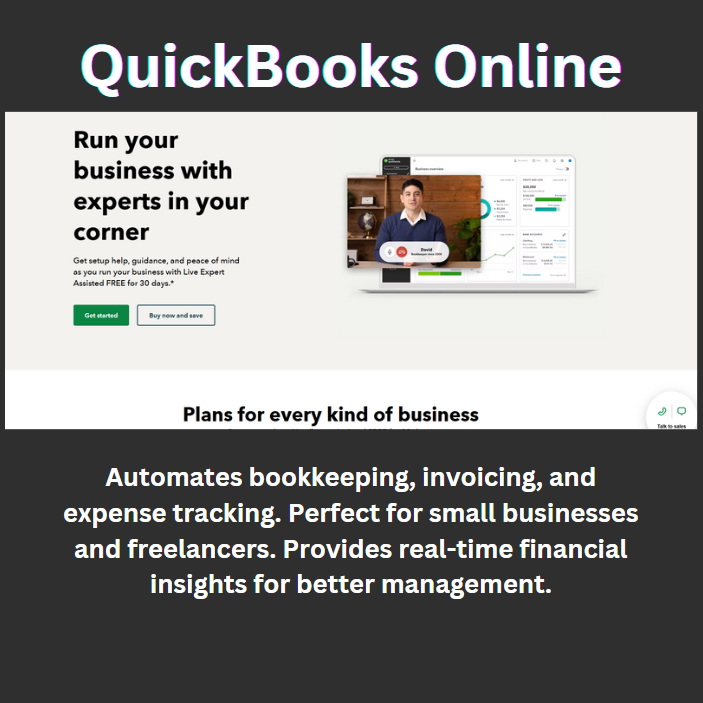 QuickBooks Online
Run your
business with
experts in your
corner
Get setup help, guidance, and peace of mind
as you run your business with Live Expert
Assisted FREE for 30 days.*
Get started
Buy now and save
Business overview
David
Bookkeeper since 2008
Plans for every kind of business
Talk to sales
Automates bookkeeping, invoicing, and
expense tracking. Perfect for small businesses
and freelancers. Provides real-time financial
insights for better management.